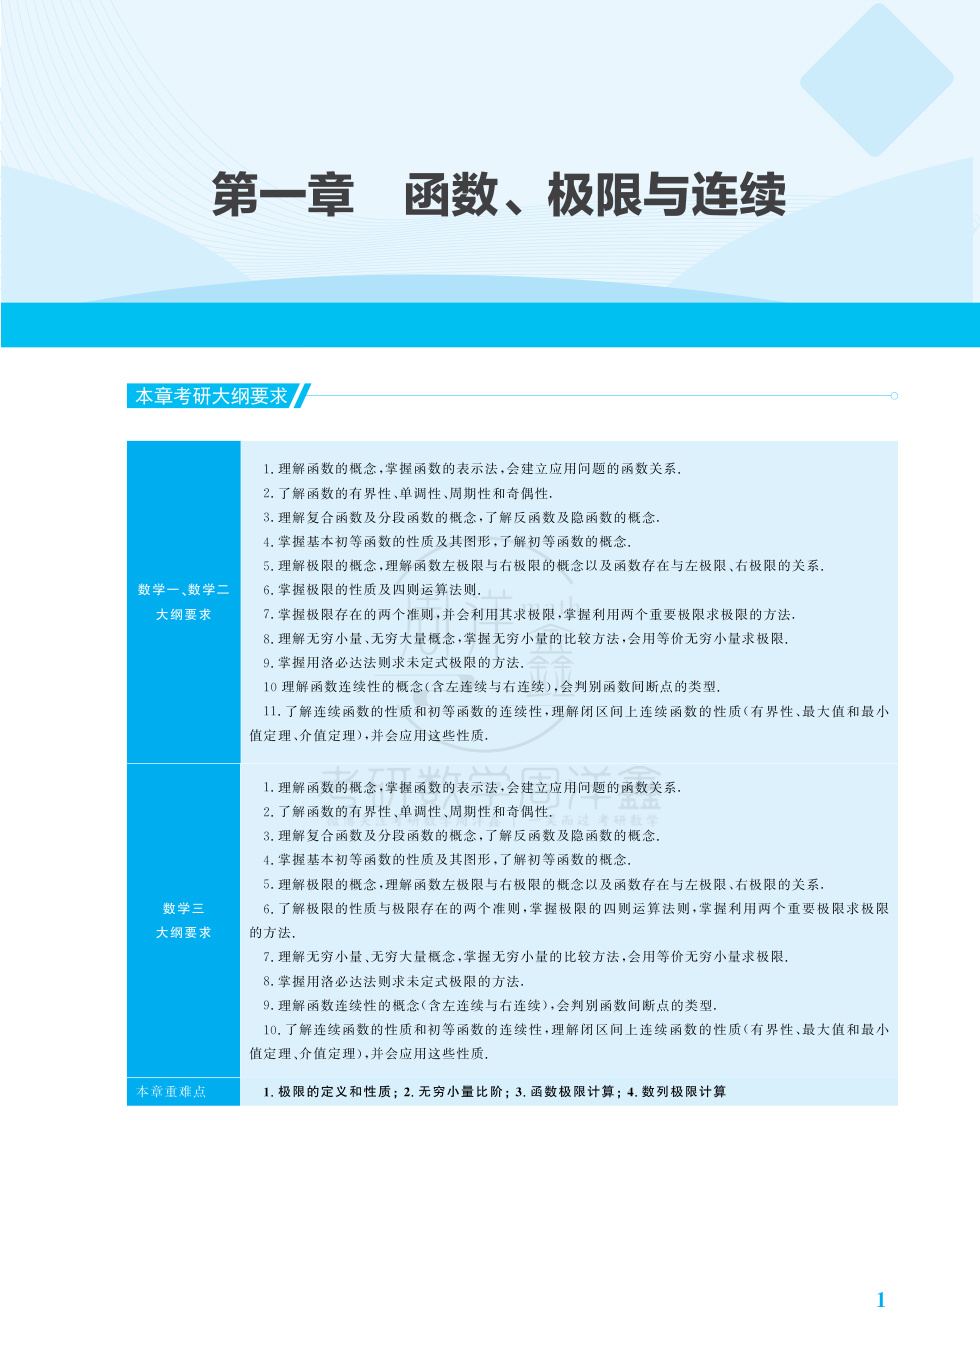 第一章　函数、极限与连续
本章考研大纲要求
数学一、数学二
大纲要求
1. 理解函数的概念,掌握函数的表示法,会建立应用问题的函数关系.
2. 了解函数的有界性、单调性、周期性和奇偶性.
3. 理解复合函数及分段函数的概念,了解反函数及隐函数的概念.
4. 掌握基本初等函数的性质及其图形,了解初等函数的概念.
5. 理解极限的概念,理解函数左极限与右极限的概念以及函数存在与左极限、右极限的关系.
6. 掌握极限的性质及四则运算法则.
7. 掌握极限存在的两个准则,并会利用其求极限,掌握利用两个重要极限求极限的方法.
8. 理解无穷小量、无穷大量概念,掌握无穷小量的比较方法,会用等价无穷小量求极限.
9. 掌握用洛必达法则求未定式极限的方法.
10 理解函数连续性的概念(含左连续与右连续),会判别函数间断点的类型.
11. 了解连续函数的性质和初等函数的连续性,理解闭区间上连续函数的性质(有界性、最大值和最小
值定理、介值定理),并会应用这些性质.
数学三
大纲要求
1. 理解函数的概念,掌握函数的表示法,会建立应用问题的函数关系.
2. 了解函数的有界性、单调性、周期性和奇偶性.
3. 理解复合函数及分段函数的概念,了解反函数及隐函数的概念.
4. 掌握基本初等函数的性质及其图形,了解初等函数的概念.
5. 理解极限的概念,理解函数左极限与右极限的概念以及函数存在与左极限、右极限的关系.
6. 了解极限的性质与极限存在的两个准则,掌握极限的四则运算法则,掌握利用两个重要极限求极限
的方法.
7. 理解无穷小量、无穷大量概念,掌握无穷小量的比较方法,会用等价无穷小量求极限.
8. 掌握用洛必达法则求未定式极限的方法.
9. 理解函数连续性的概念(含左连续与右连续),会判别函数间断点的类型.
10. 了解连续函数的性质和初等函数的连续性,理解闭区间上连续函数的性质(有界性、最大值和最小
值定理、介值定理),并会应用这些性质.
本章重难点
1. 极限的定义和性质; 2. 无穷小量比阶; 3. 函数极限计算; 4. 数列极限计算
周洋鑫
math
考研数学周洋鑫
1